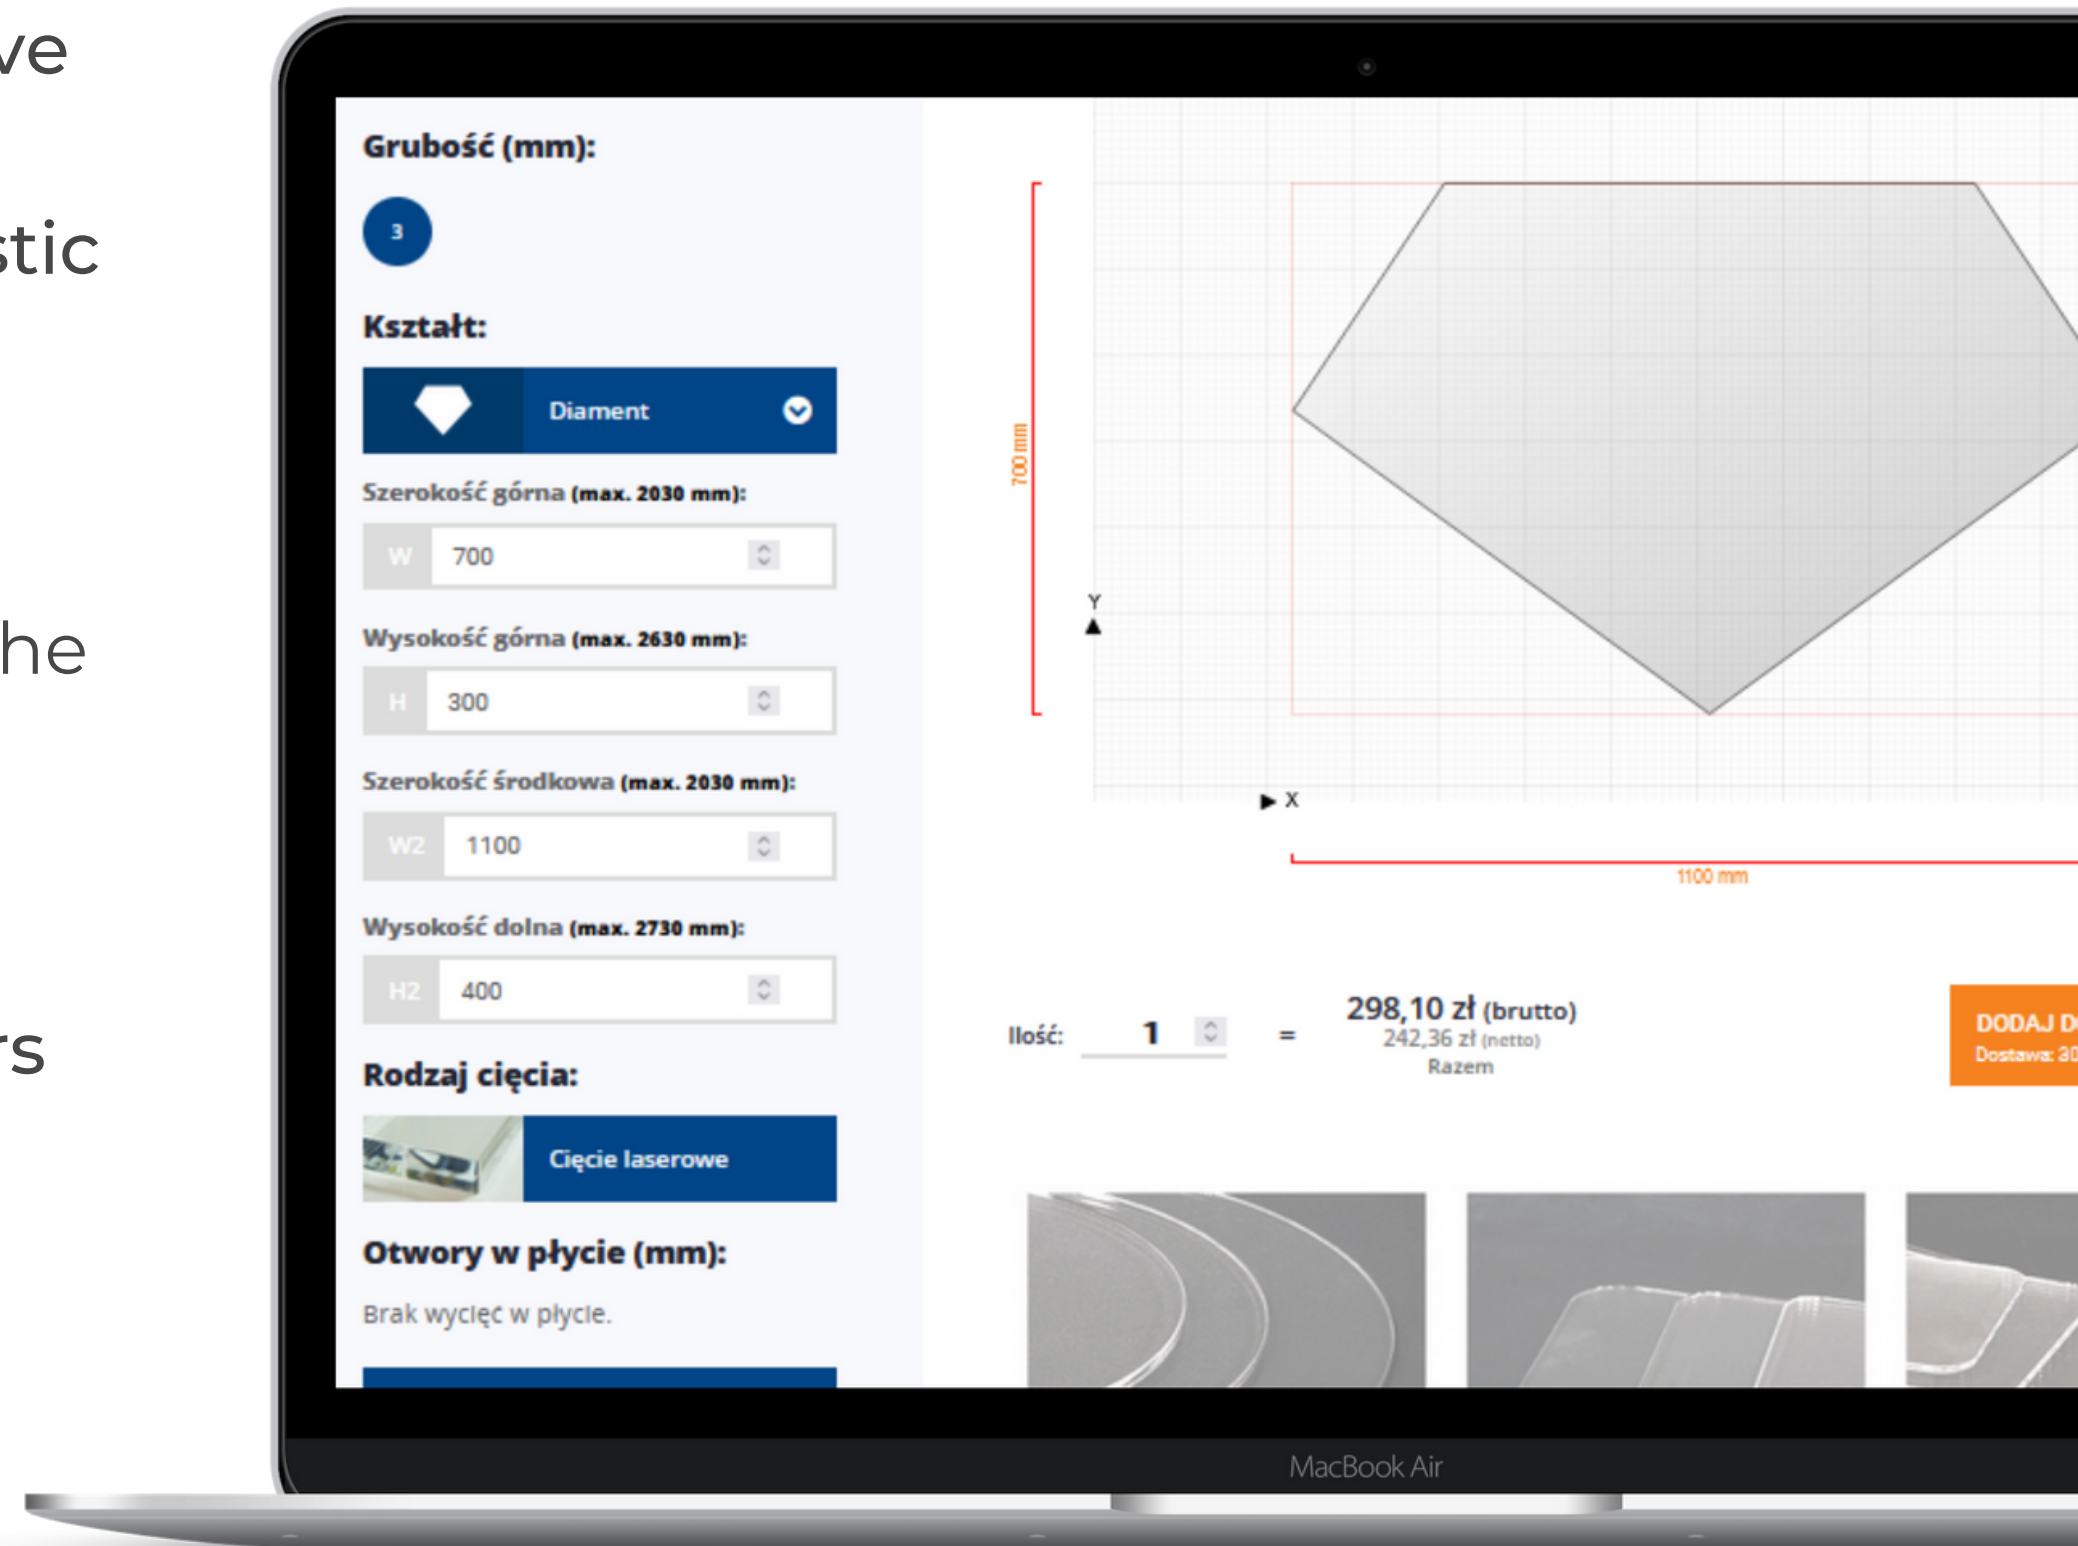 ve
stic
he
rs
Grubość (mm):
3
Kształt:
Diament
Szerokość górna (max. 2030 mm):
W 700
Wysokość górna (max. 2630 mm):
H 300
Szerokość środkowa (max. 2030 mm):
W2 1100
Wysokość dolna (max. 2730 mm):
H2 400
Rodzaj cięcia:
Cięcie laserowe
Otwory w płycie (mm):
Brak wycięć w płycie.
700 mm
Y
X
1100 mm
Ilość: 1 = 298,10 zł (brutto)
242,36 zł (netto)
Razem
DODAJ D
Dostawa: 30
MacBook Air